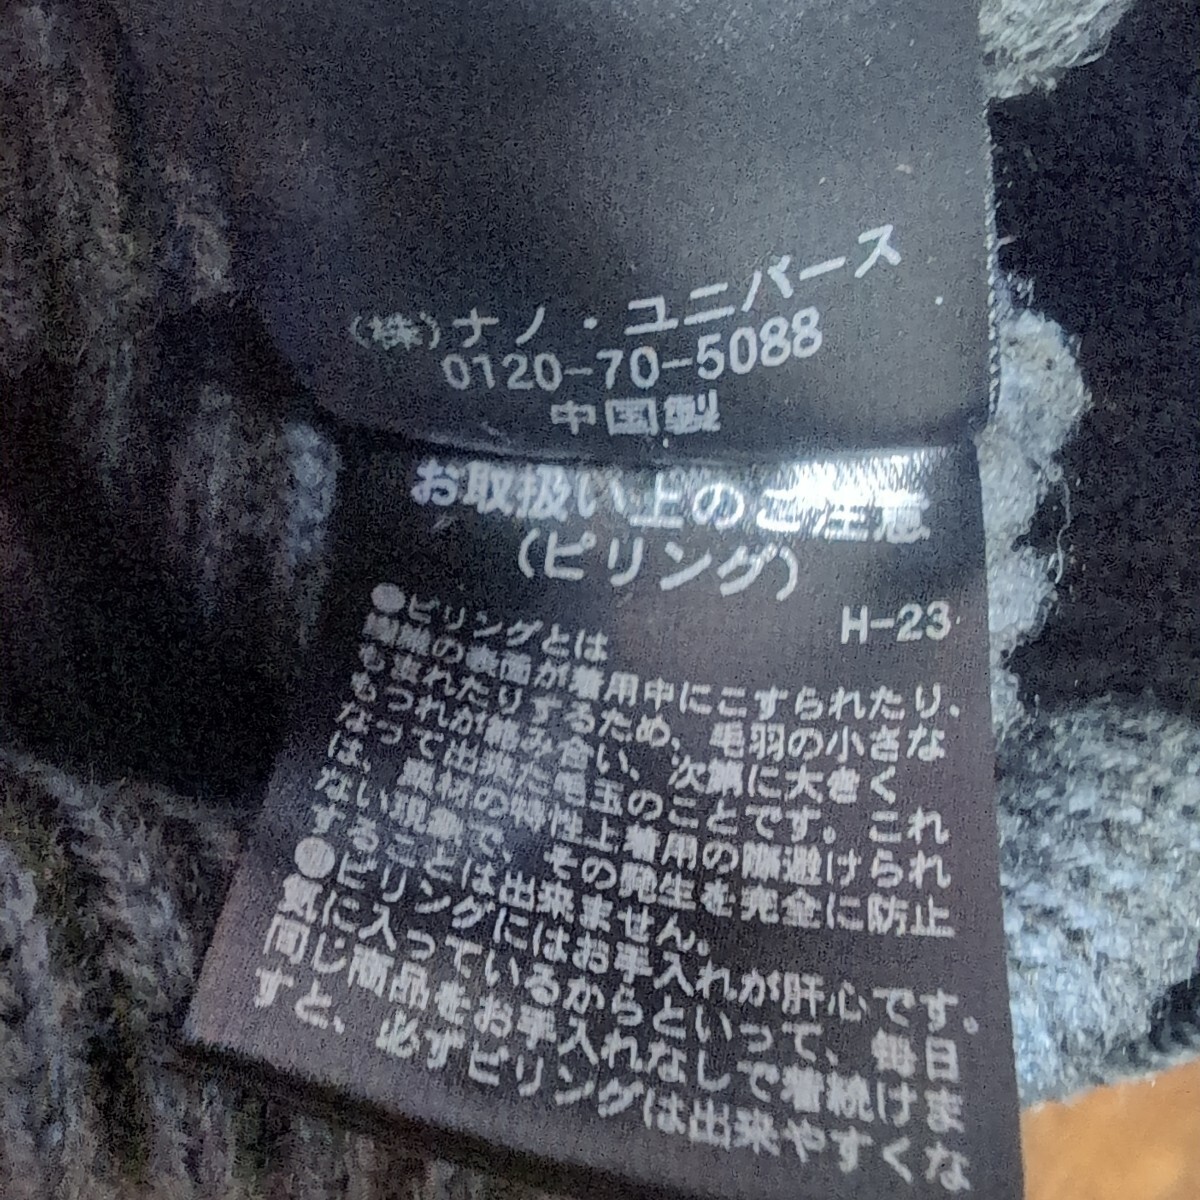 (株)ナノ・ユニバース
0120-70-5088
中国製
お取扱い上のご注意
(ピリング)
H-23
●ピリングとは
繊維の表面が着用中にこすられたり、
もまれたりするため、毛羽の小さな
もつれが絡み合い、次第に大きく
なって出来た毛玉のことです。これ
は、素材の特性上着用の際避けられ
ない現象で、その発生を完全に防止
することは出来ません。
●ピリングにはお手入れが肝心です。
気に入っているからといって、毎日
同じ商品をお手入れなしで着続けま
すと、必ずピリングは出来やすくな